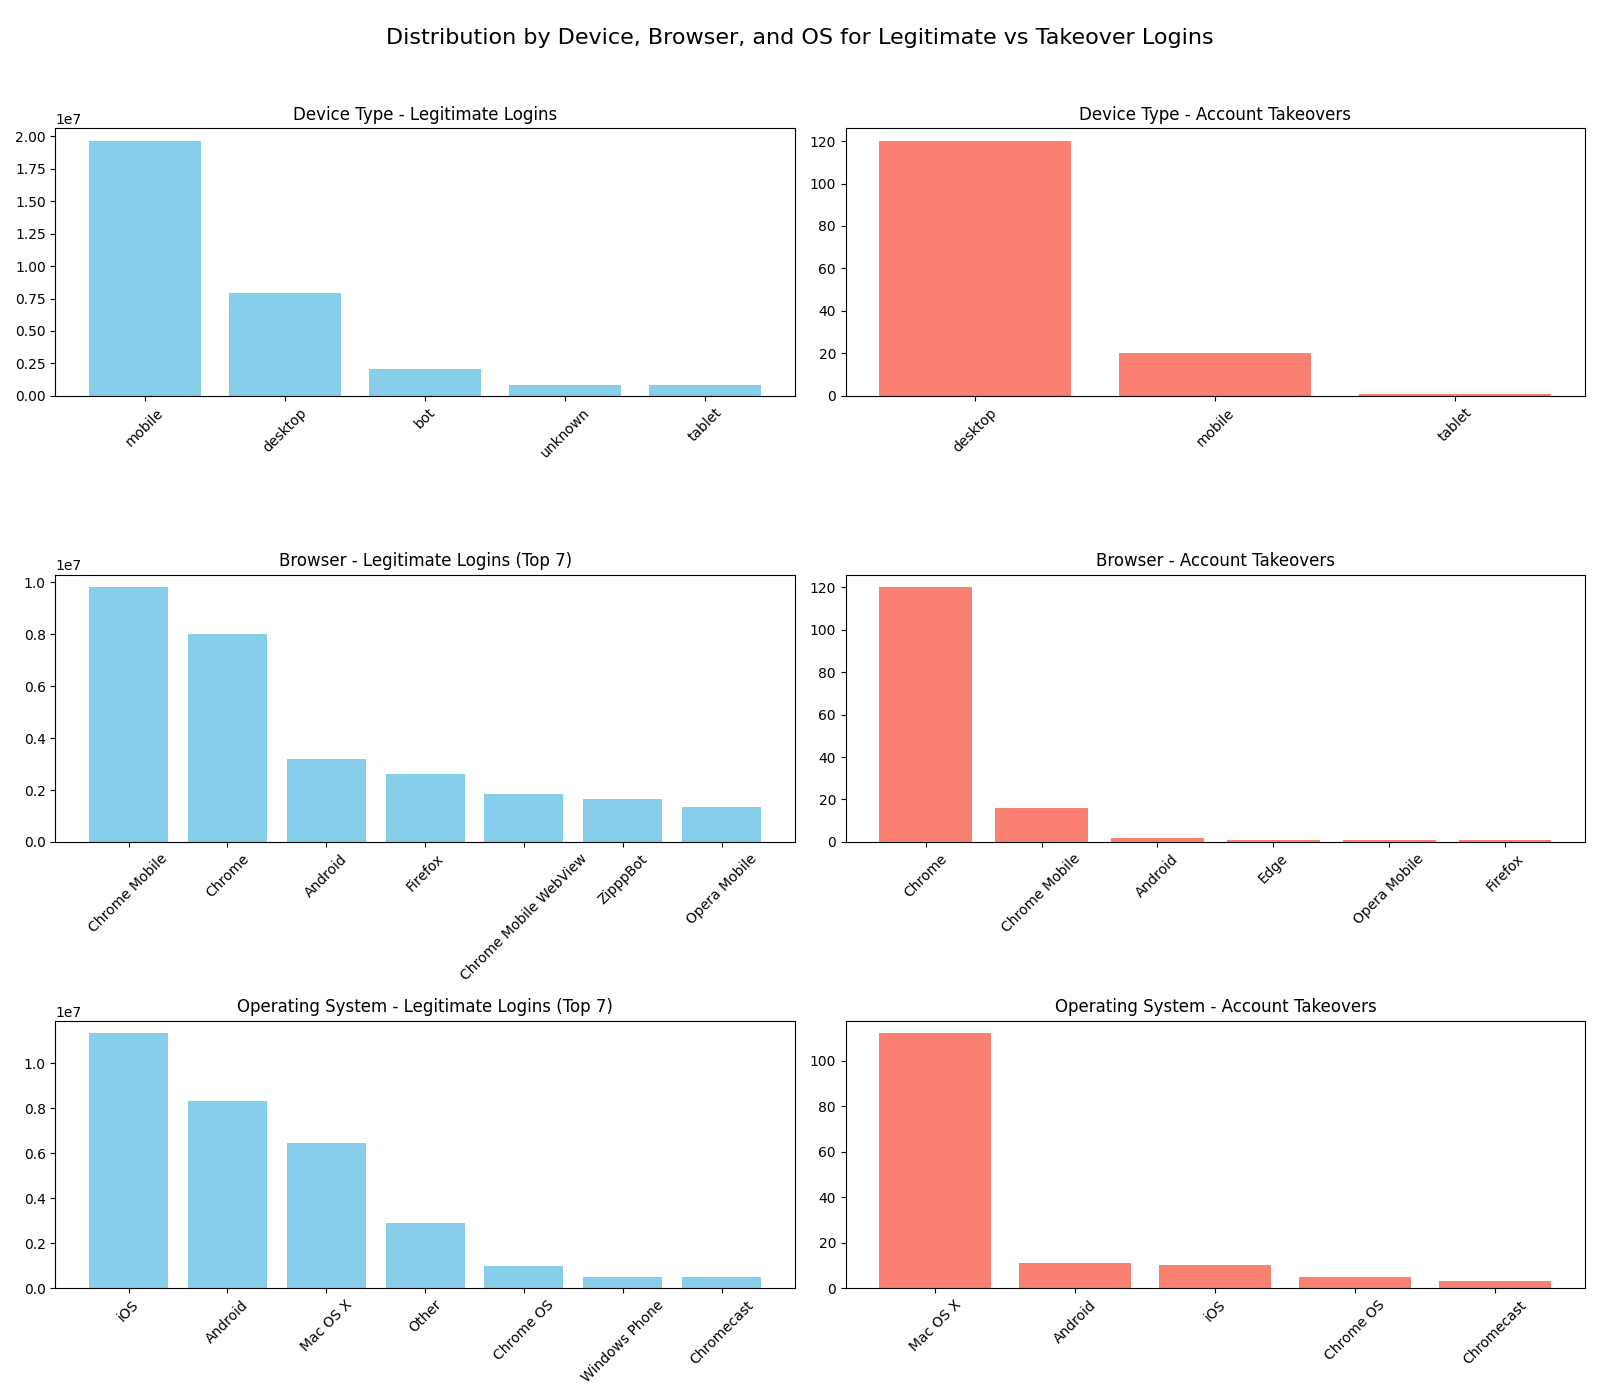 Distribution by Device, Browser, and OS for Legitimate vs Takeover Logins
Device Type - Legitimate Logins
1e7
2.00
1.75
1.50
1.25
1.00
0.75
0.50
0.25
0.00
mobile
desktop
bot
unknown
tablet
Device Type - Account Takeovers
120
100
80
60
40
20
0
desktop
mobile
tablet
Browser - Legitimate Logins (Top 7)
1e7
1.0
0.8
0.6
0.4
0.2
0.0
Chrome Mobile
Chrome
Android
Firefox
Chrome Mobile WebView
ZipppBot
Opera Mobile
Browser - Account Takeovers
120
100
80
60
40
20
0
Chrome
Chrome Mobile
Android
Edge
Opera Mobile
Firefox
Operating System - Legitimate Logins (Top 7)
1e7
1.0
0.8
0.6
0.4
0.2
0.0
iOS
Android
Mac OS X
Other
Chrome OS
Windows Phone
Chromecast
Operating System - Account Takeovers
100
80
60
40
20
0
Mac OS X
Android
iOS
Chrome OS
Chromecast